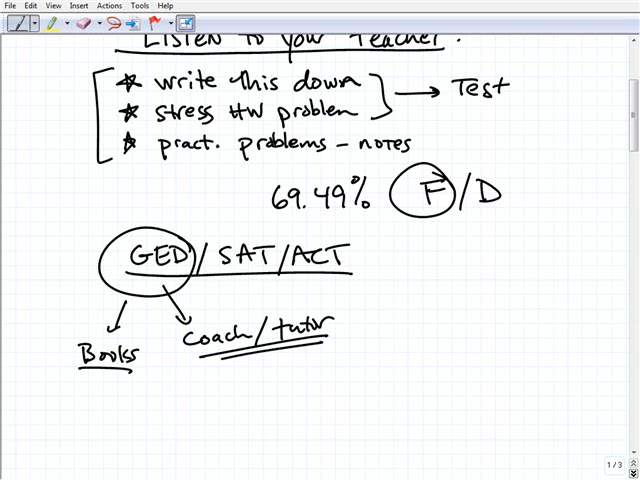 File Edit View Insert Actions Tools Help
Listen to your Teacher.
write this down
stress HW problem → Test
pract. problems - notes
69.49% F/D
GED / SAT/ACT
Books Coach/tutor
1 / 3